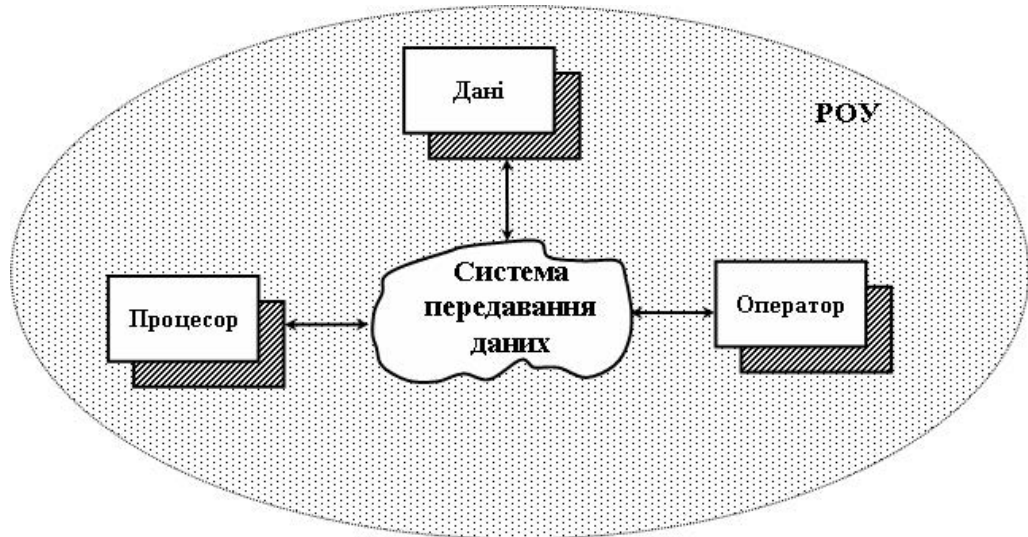 Дані
РОУ
Система
передавання
даних
Процесор
Оператор